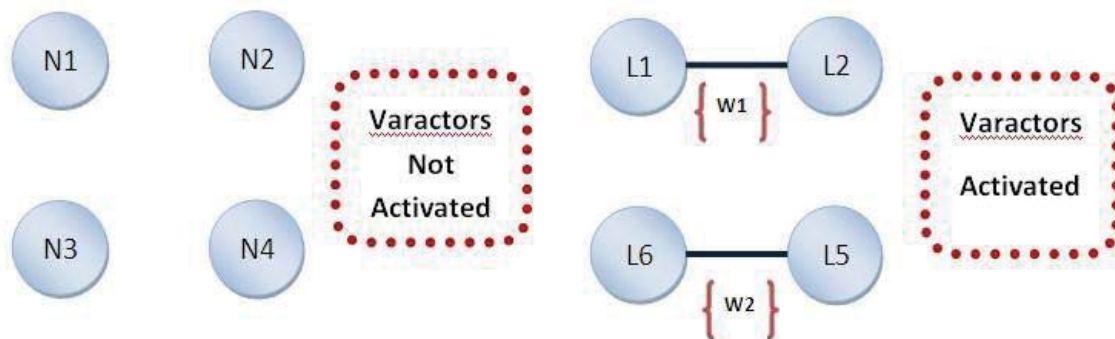 N1
N2
L1
L2
Varactors
Not
Activated
{ W1 }
Varactors
Activated
N3
N4
L6
L5
{ W2 }